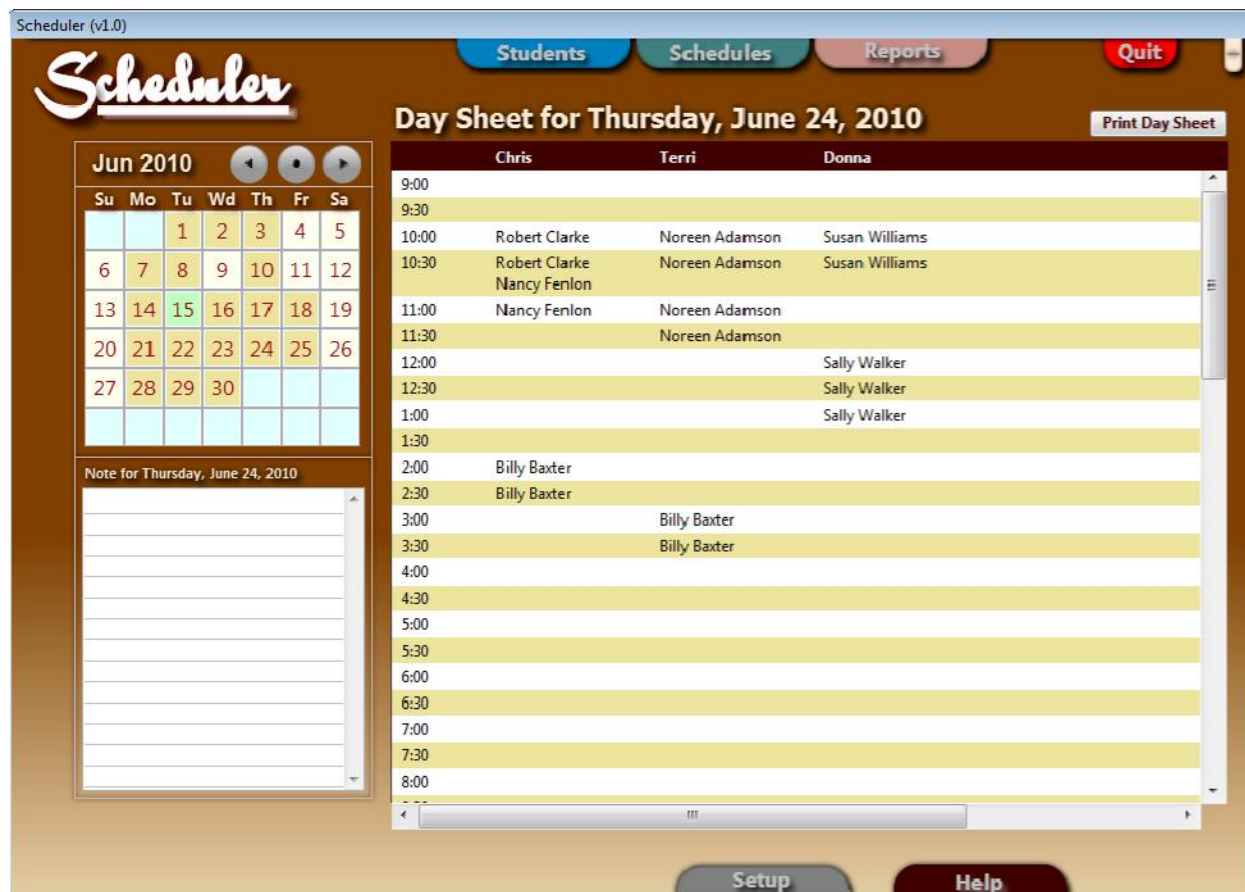 Scheduler (v1.0)
Students Schedules Reports Quit
Scheduler
Day Sheet for Thursday, June 24, 2010
Print Day Sheet
Jun 2010
Su Mo Tu Wd Th Fr Sa
1 2 3 4 5
6 7 8 9 10 11 12
13 14 15 16 17 18 19
20 21 22 23 24 25 26
27 28 29 30
Note for Thursday, June 24, 2010
Chris Terri Donna
9:00
9:30
10:00 Robert Clarke Noreen Adamson Susan Williams
10:30 Robert Clarke Noreen Adamson Susan Williams
Nancy Fenlon
11:00 Nancy Fenlon Noreen Adamson
11:30 Noreen Adamson
12:00 Sally Walker
12:30 Sally Walker
1:00 Sally Walker
1:30
2:00 Billy Baxter
2:30 Billy Baxter
3:00 Billy Baxter
3:30 Billy Baxter
4:00
4:30
5:00
5:30
6:00
6:30
7:00
7:30
8:00
Setup Help